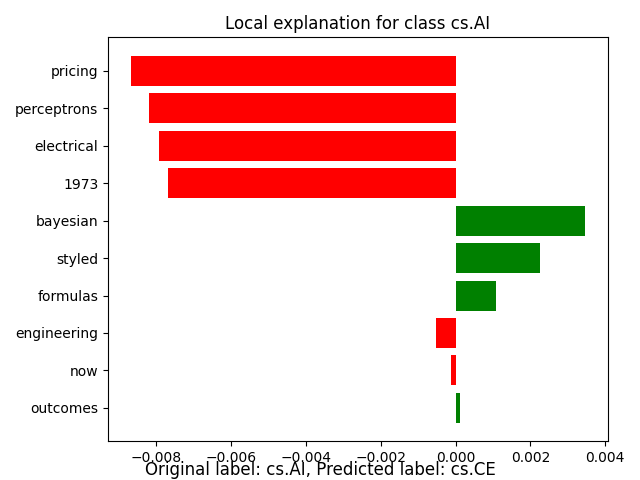 Local explanation for class cs.AI
pricing
perceptrons
electrical
1973
bayesian
styled
formulas
engineering
now
outcomes
−0.008 −0.006 −0.004 −0.002 0.000 0.002 0.004
Original label: cs.AI, Predicted label: cs.CE